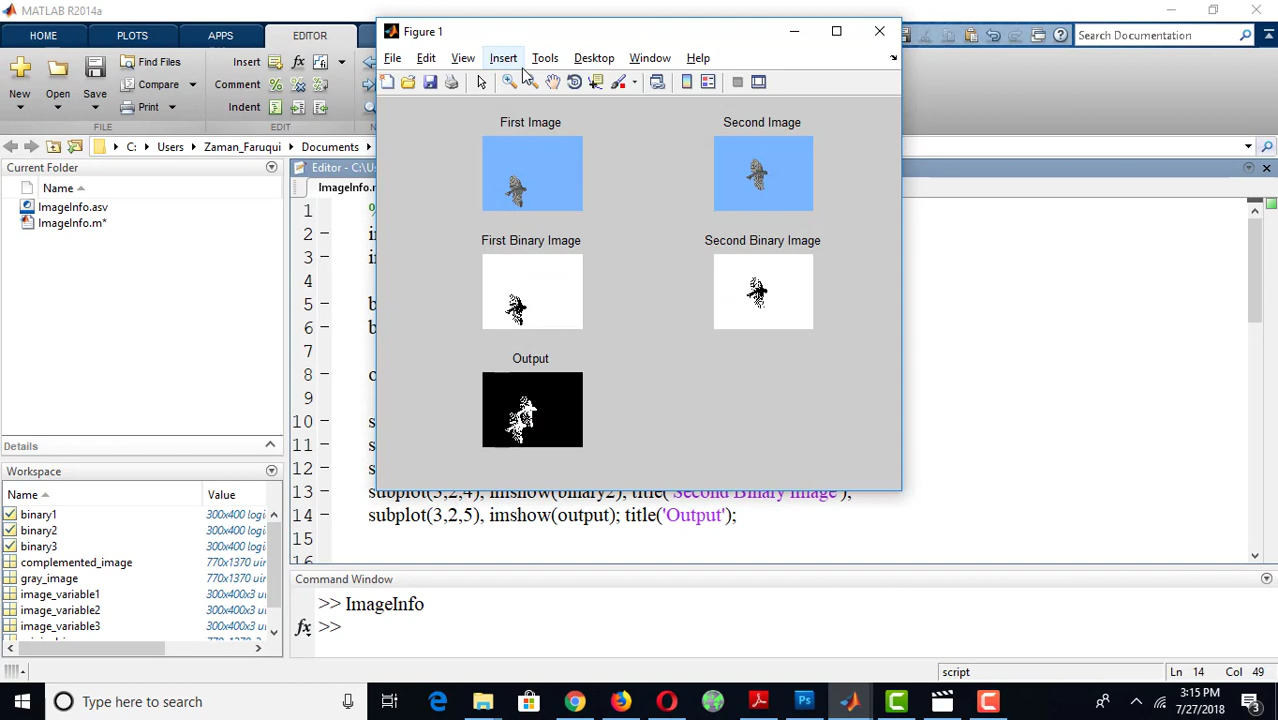 MATLAB R2014a
HOME PLOTS APPS EDITOR
Search Documentation
Figure 1
File Edit View Insert Tools Desktop Window Help
New Open Save
Find Files
Compare
Print
Insert
Comment
Indent
FILE EDIT
C: Users Zaman_Faruqui Documents
Current Folder
Name
ImageInfo.asv
ImageInfo.m*
Details
Workspace
Name Value
binary1 300x400 logi
binary2 300x400 logi
binary3 300x400 logi
complemented_image 770x1370 uir
gray_image 770x1370 uir
image_variable1 300x400x3 ui
image_variable2 300x400x3 ui
image_variable3 300x400x3 ui
Editor - C:\U
ImageInfo.m
1 %
2
3
4
5 b
6 b
7
8
10 s
11 s
12 s
13 subplot(3,2,4), imshow(binary2), title('Second Binary Image');
14 subplot(3,2,5), imshow(output); title('Output');
15
16
First Image Second Image
First Binary Image Second Binary Image
Output
Command Window
>> ImageInfo
fx >>
script Ln 14 Col 49
Type here to search
3:15 PM
7/27/2018
3